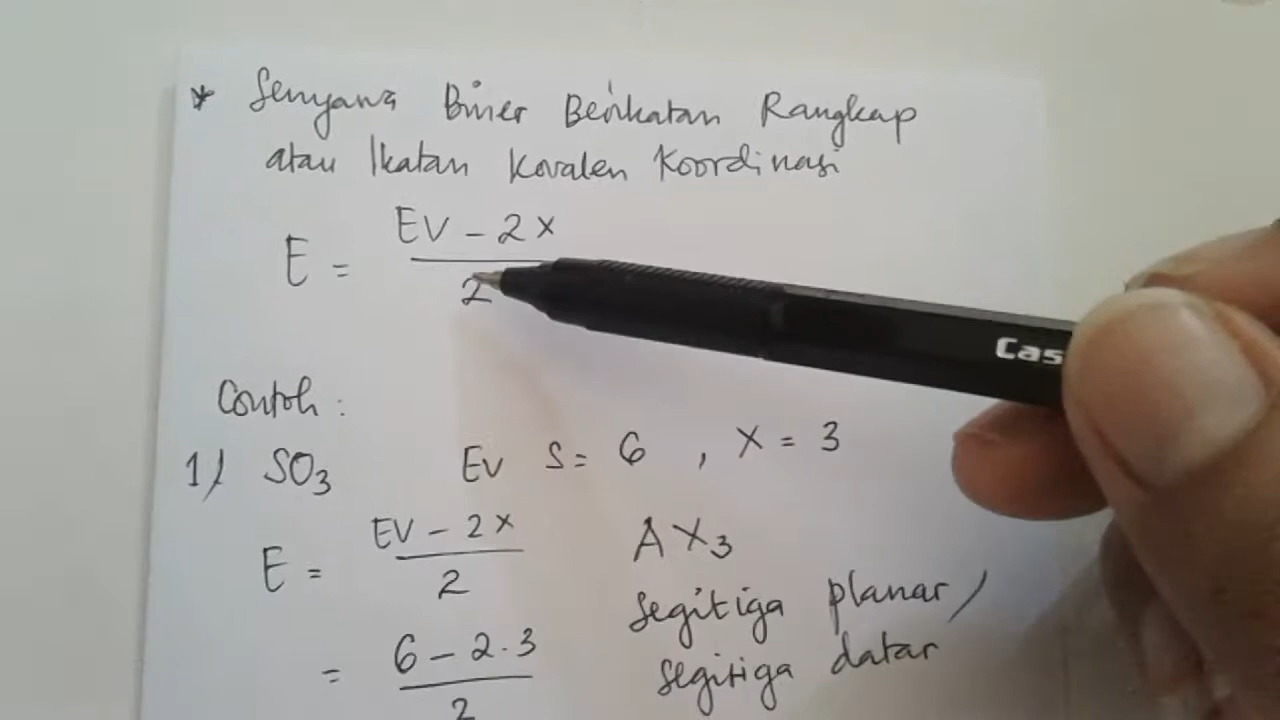 * Senyawa Biner Berikatan Rangkap
atau Ikatan Kovalen Koordinasi
E = EV - 2x / 2
Cas
Contoh :
1) SO3 Ev S = 6 , X = 3
E = EV - 2x / 2
AX3
segitiga planar /
segitiga datar
= 6 - 2.3 / 2